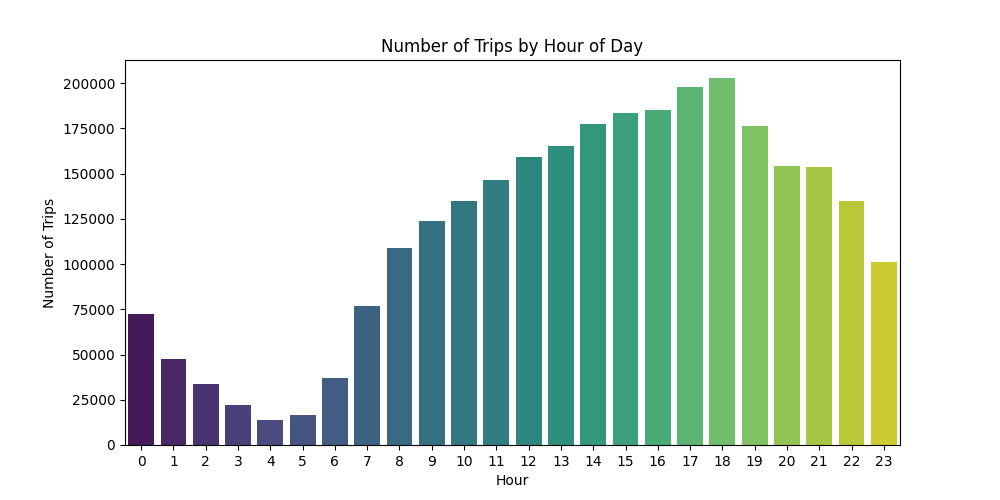 Number of Trips by Hour of Day
Number of Trips
200000
175000
150000
125000
100000
75000
50000
25000
0
0 1 2 3 4 5 6 7 8 9 10 11 12 13 14 15 16 17 18 19 20 21 22 23
Hour